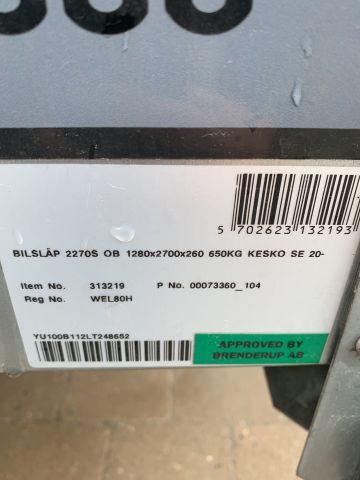 5 702623 132193
BILSLÄP 2270S OB 1280x2700x260 650KG KESKO SE 20-
Item No. 313219 P No. 00073360_104
Reg No. WEL80H
YU100B112LT248652
APPROVED BY
BRENDERUP AB